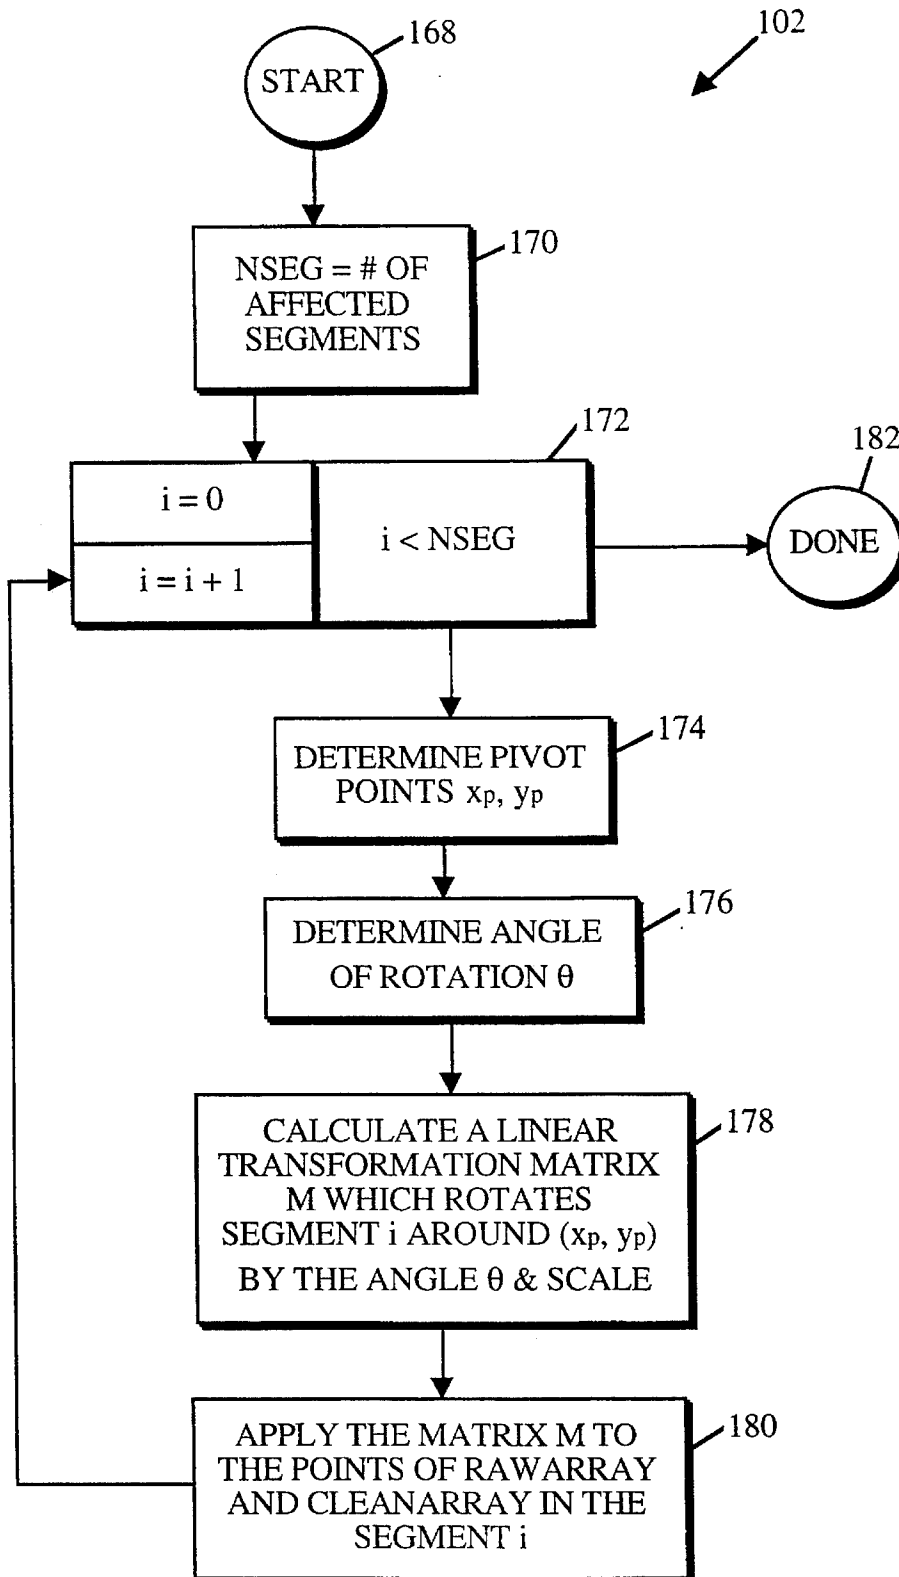 168
102
START
170
NSEG = # OF
AFFECTED
SEGMENTS
172
182
i = 0
i < NSEG
DONE
i = i + 1
174
DETERMINE PIVOT
POINTS xp, yp
176
DETERMINE ANGLE
OF ROTATION θ
178
CALCULATE A LINEAR
TRANSFORMATION MATRIX
M WHICH ROTATES
SEGMENT i AROUND (xp, yp)
BY THE ANGLE θ & SCALE
180
APPLY THE MATRIX M TO
THE POINTS OF RAWARRAY
AND CLEANARRAY IN THE
SEGMENT i